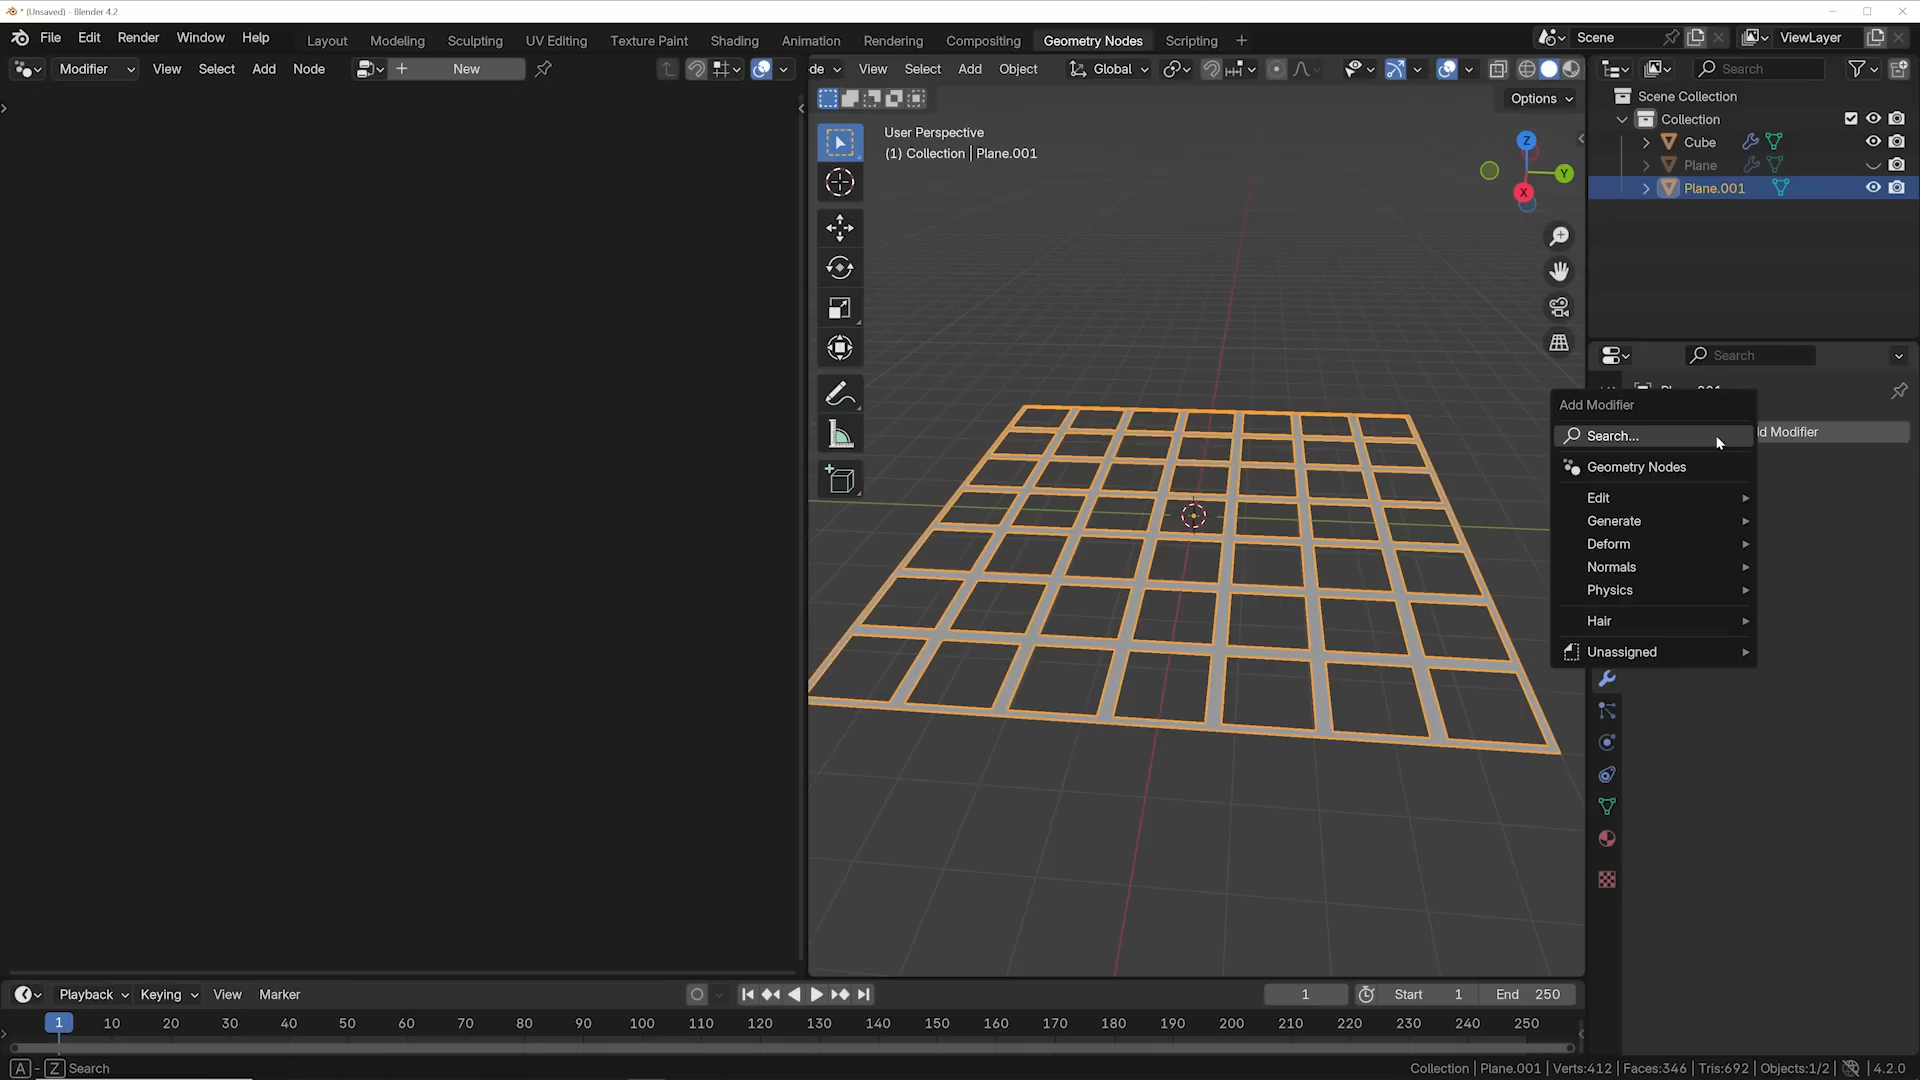 * (Unsaved) - Blender 4.2
File Edit Render Window Help
Layout Modeling Sculpting UV Editing Texture Paint Shading Animation Rendering Compositing Geometry Nodes Scripting +
Scene
ViewLayer
Modifier View Select Add Node
New
de View Select Add Object
Global
Search
Options
User Perspective
(1) Collection | Plane.001
Z
Y
X
Scene Collection
Collection
Cube
Plane
Plane.001
Search
Add Modifier
Search...
Geometry Nodes
Edit
Generate
Deform
Normals
Physics
Hair
Unassigned
dd Modifier
Playback Keying View Marker
1
Start 1
End 250
1 10 20 30 40 50 60 70 80 90 100 110 120 130 140 150 160 170 180 190 200 210 220 230 240 250
A - Z Search
Collection | Plane.001 | Verts:412 | Faces:346 | Tris:692 | Objects:1/2 | 4.2.0